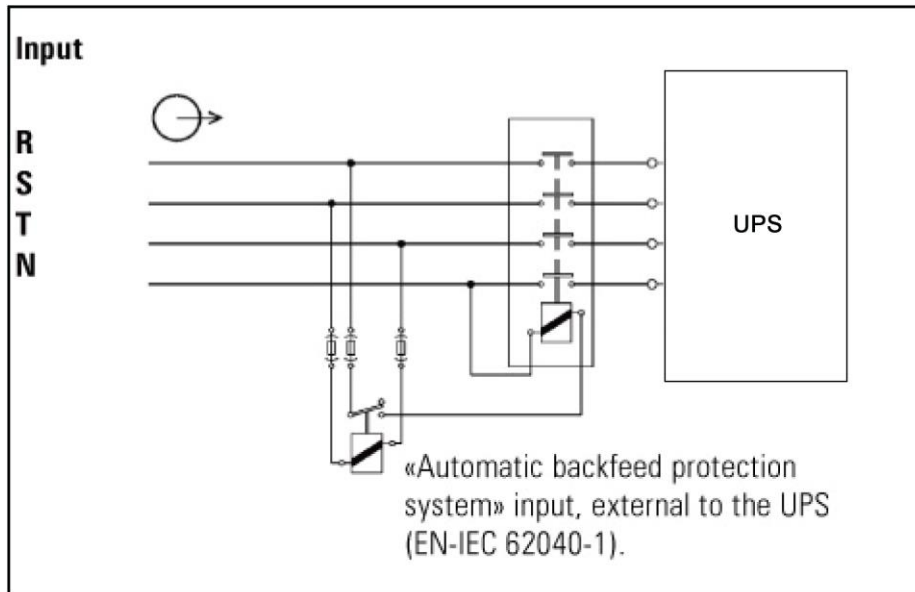 Input
R
S
T
N
UPS
«Automatic backfeed protection
system» input, external to the UPS
(EN-IEC 62040-1).